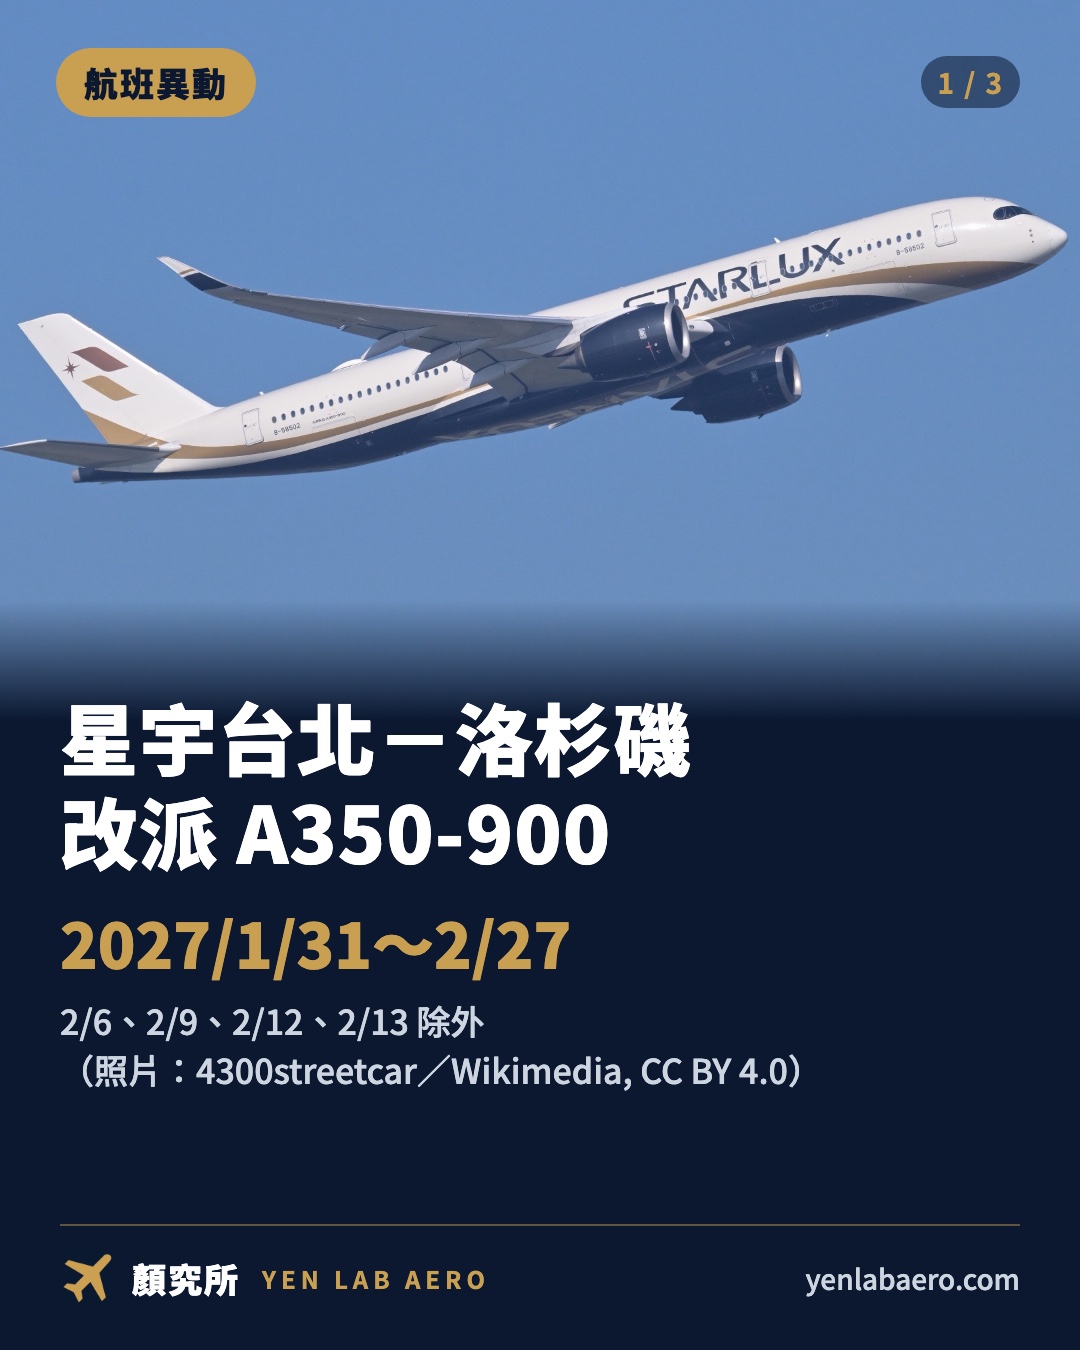 航班異動
1 / 3
STARLUX
B-58502
B-58502
星宇台北－洛杉磯
改派 A350-900
2027/1/31～2/27
2/6、2/9、2/12、2/13 除外
（照片：4300streetcar／Wikimedia, CC BY 4.0）
顏究所 YEN LAB AERO
yenlabaero.com